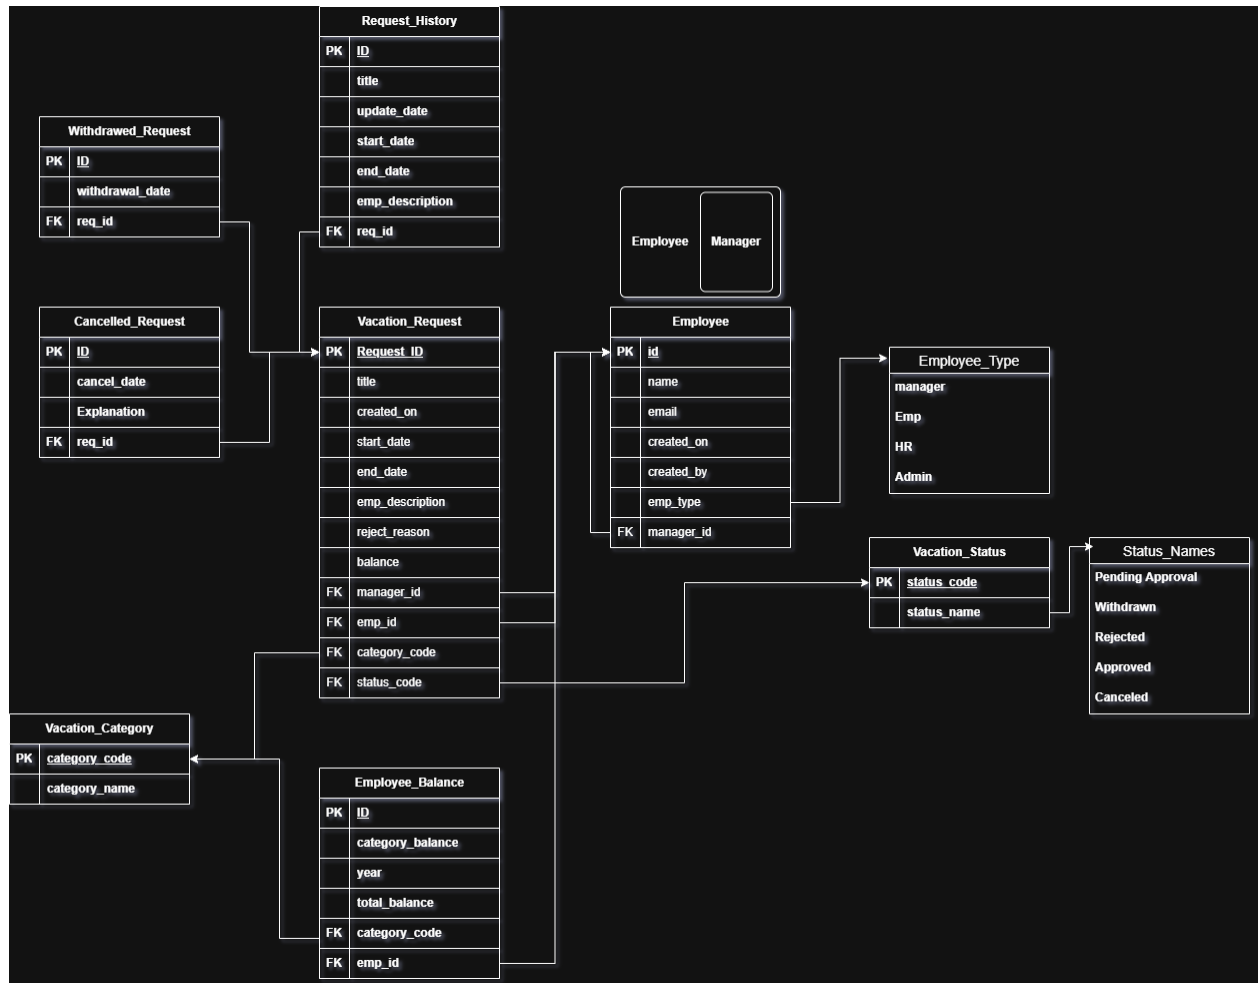 Request_History
PK ID
title
update_date
start_date
end_date
emp_description
FK req_id
Withdrawed_Request
PK ID
withdrawal_date
FK req_id
Employee
Manager
Cancelled_Request
PK ID
cancel_date
Explanation
FK req_id
Vacation_Request
PK Request_ID
title
created_on
start_date
end_date
emp_description
reject_reason
balance
FK manager_id
FK emp_id
FK category_code
FK status_code
Employee
PK id
name
email
created_on
created_by
emp_type
FK manager_id
Employee_Type
manager
Emp
HR
Admin
Vacation_Status
PK status_code
status_name
Status_Names
Pending Approval
Withdrawn
Rejected
Approved
Canceled
Vacation_Category
PK category_code
category_name
Employee_Balance
PK ID
category_balance
year
total_balance
FK category_code
FK emp_id